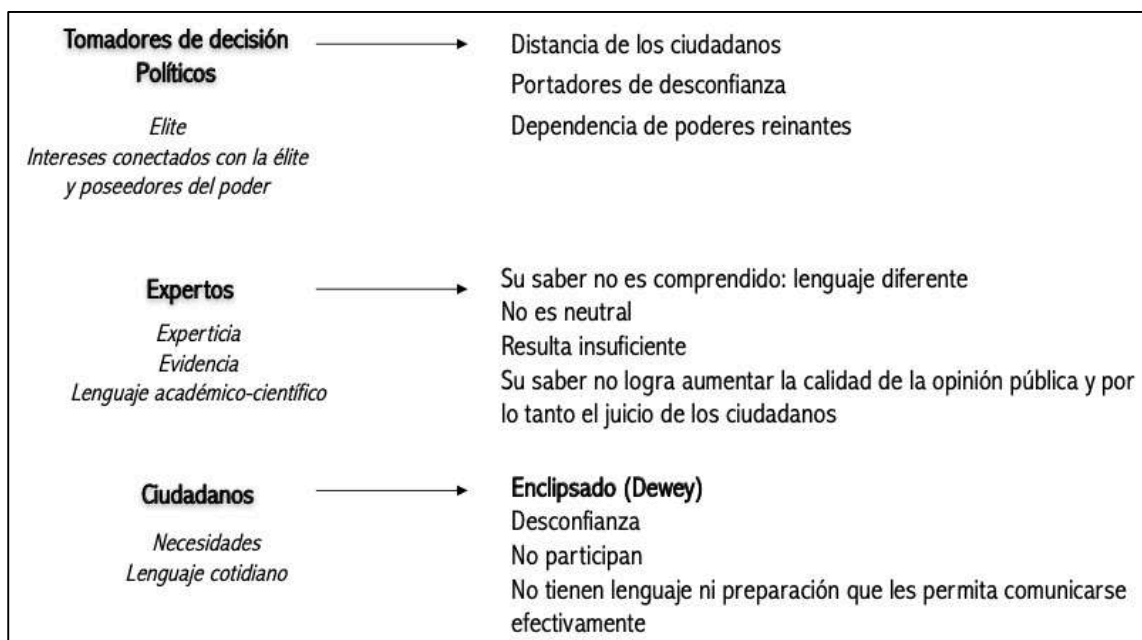 Tomadores de decisión
Políticos
Elite
Intereses conectados con la élite
y poseedores del poder
Distancia de los ciudadanos
Portadores de desconfianza
Dependencia de poderes reinantes
Expertos
Experticia
Evidencia
Lenguaje académico-científico
Su saber no es comprendido: lenguaje diferente
No es neutral
Resulta insuficiente
Su saber no logra aumentar la calidad de la opinión pública y por
lo tanto el juicio de los ciudadanos
Ciudadanos
Necesidades
Lenguaje cotidiano
Enclipsado (Dewey)
Desconfianza
No participan
No tienen lenguaje ni preparación que les permita comunicarse
efectivamente